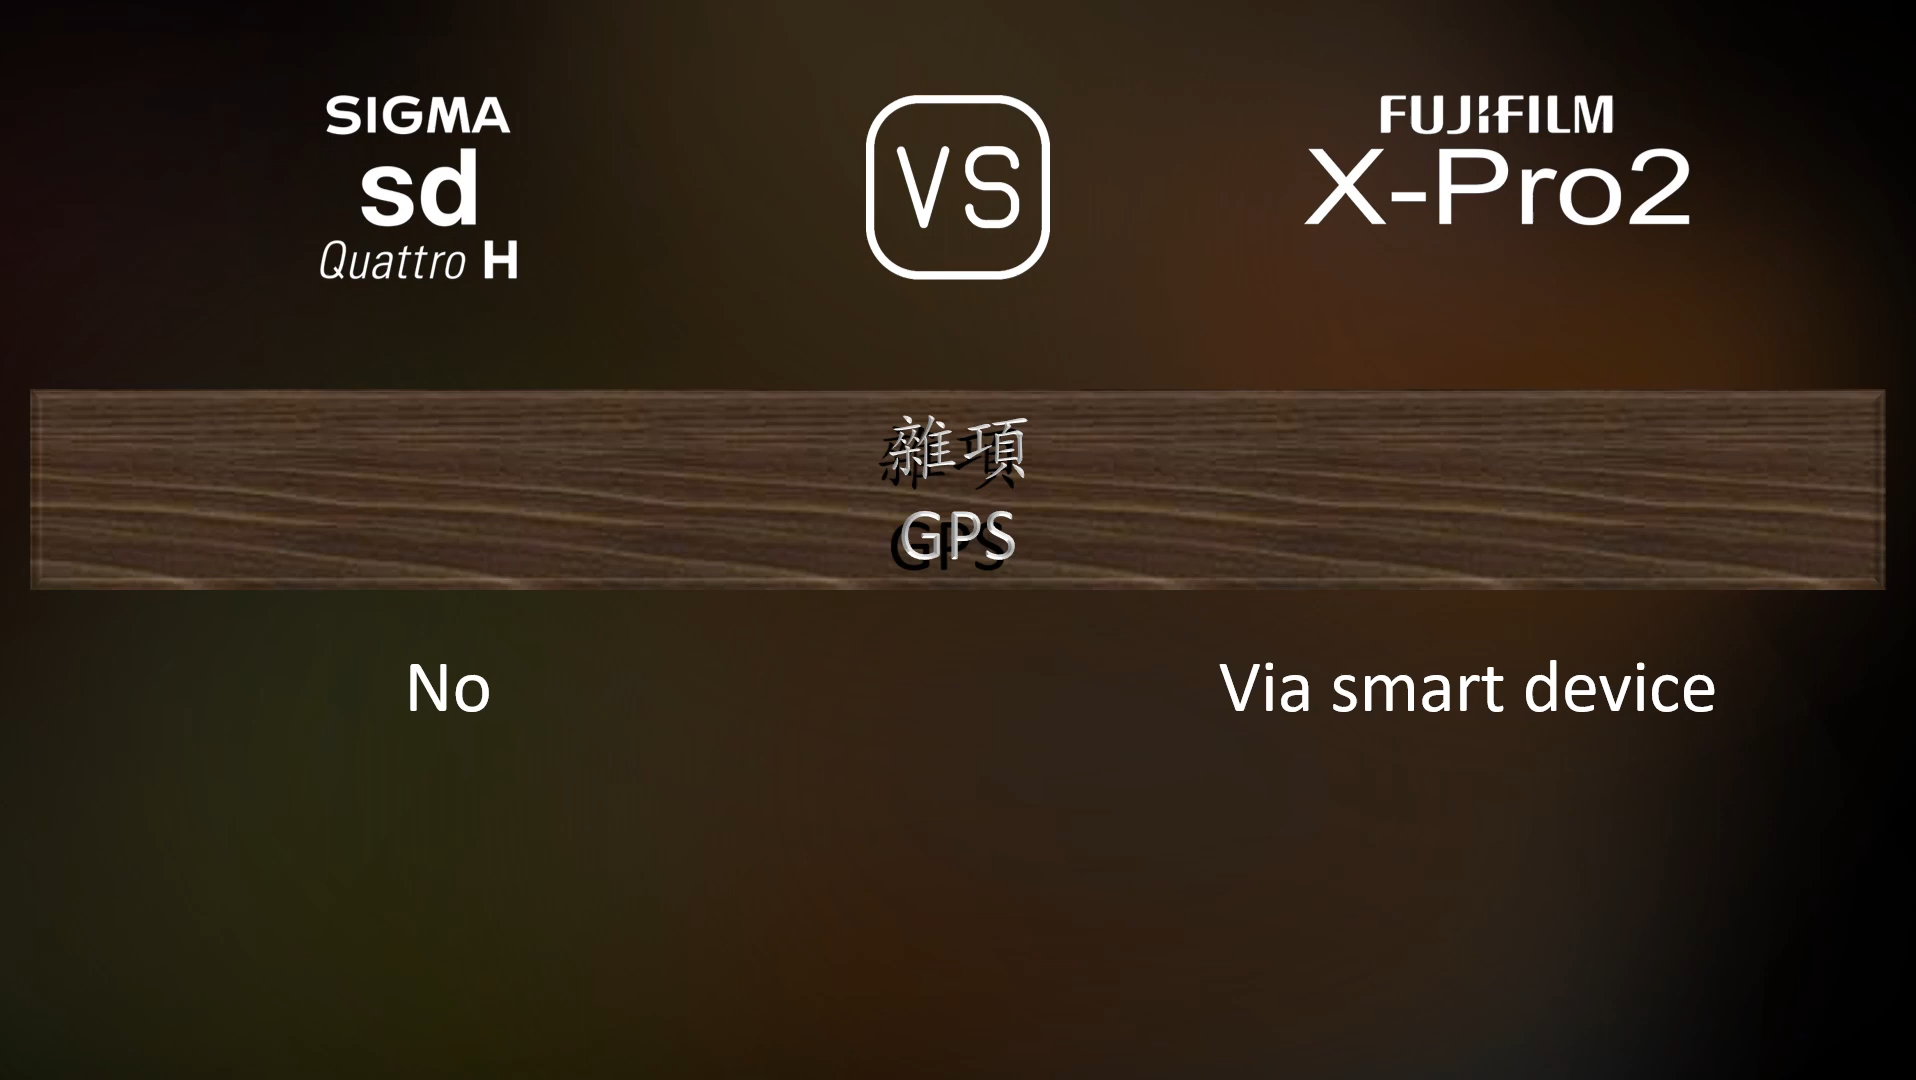 SIGMA
sd
Quattro H
VS
FUJIFILM
X-Pro2
雜項
GPS
No
Via smart device